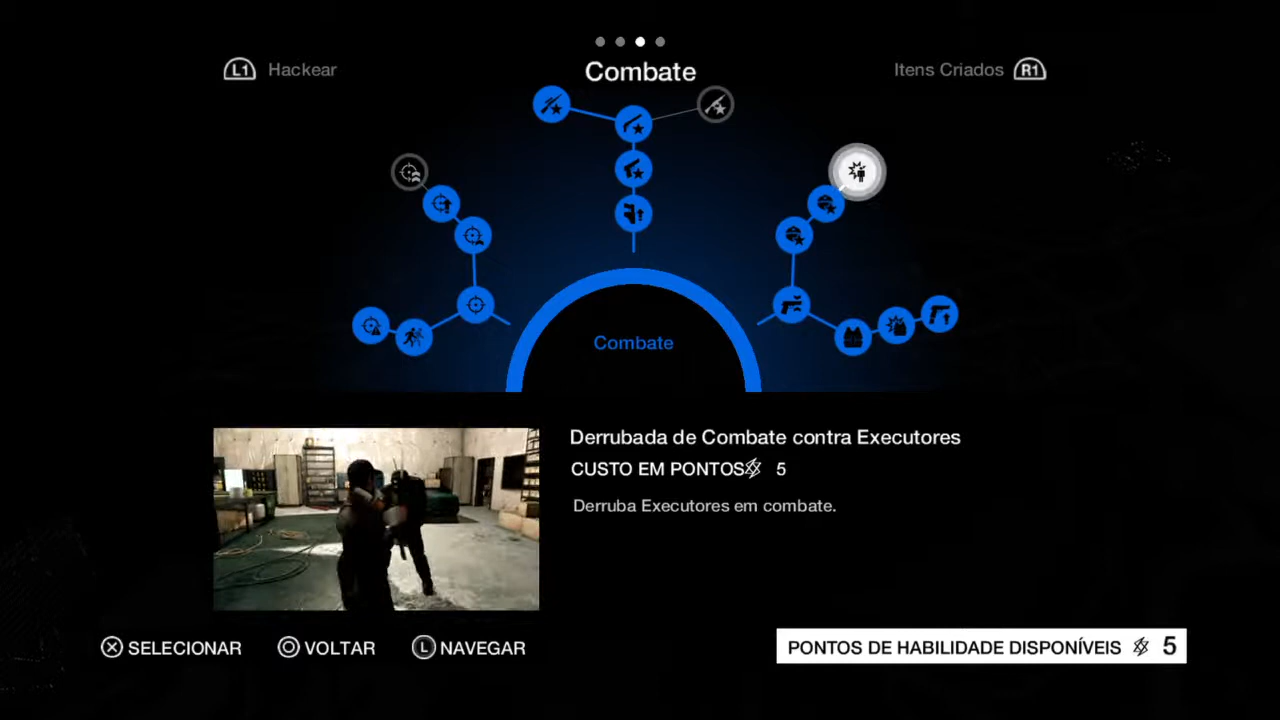 L1 Hackear
Combate
Itens Criados R1
Combate
Derrubada de Combate contra Executores
CUSTO EM PONTOS 5
Derruba Executores em combate.
SELECIONAR
VOLTAR
L NAVEGAR
PONTOS DE HABILIDADE DISPONÍVEIS 5